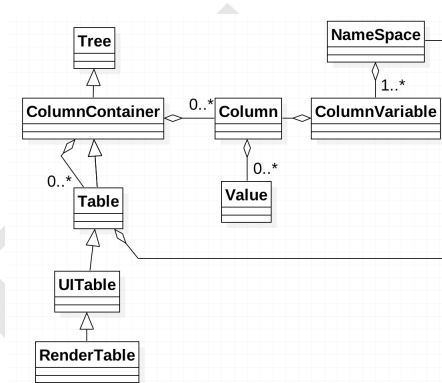 NameSpace
Tree
1..*
0..*
ColumnContainer
Column
ColumnVariable
0..*
0..*
Table
Value
UITable
RenderTable